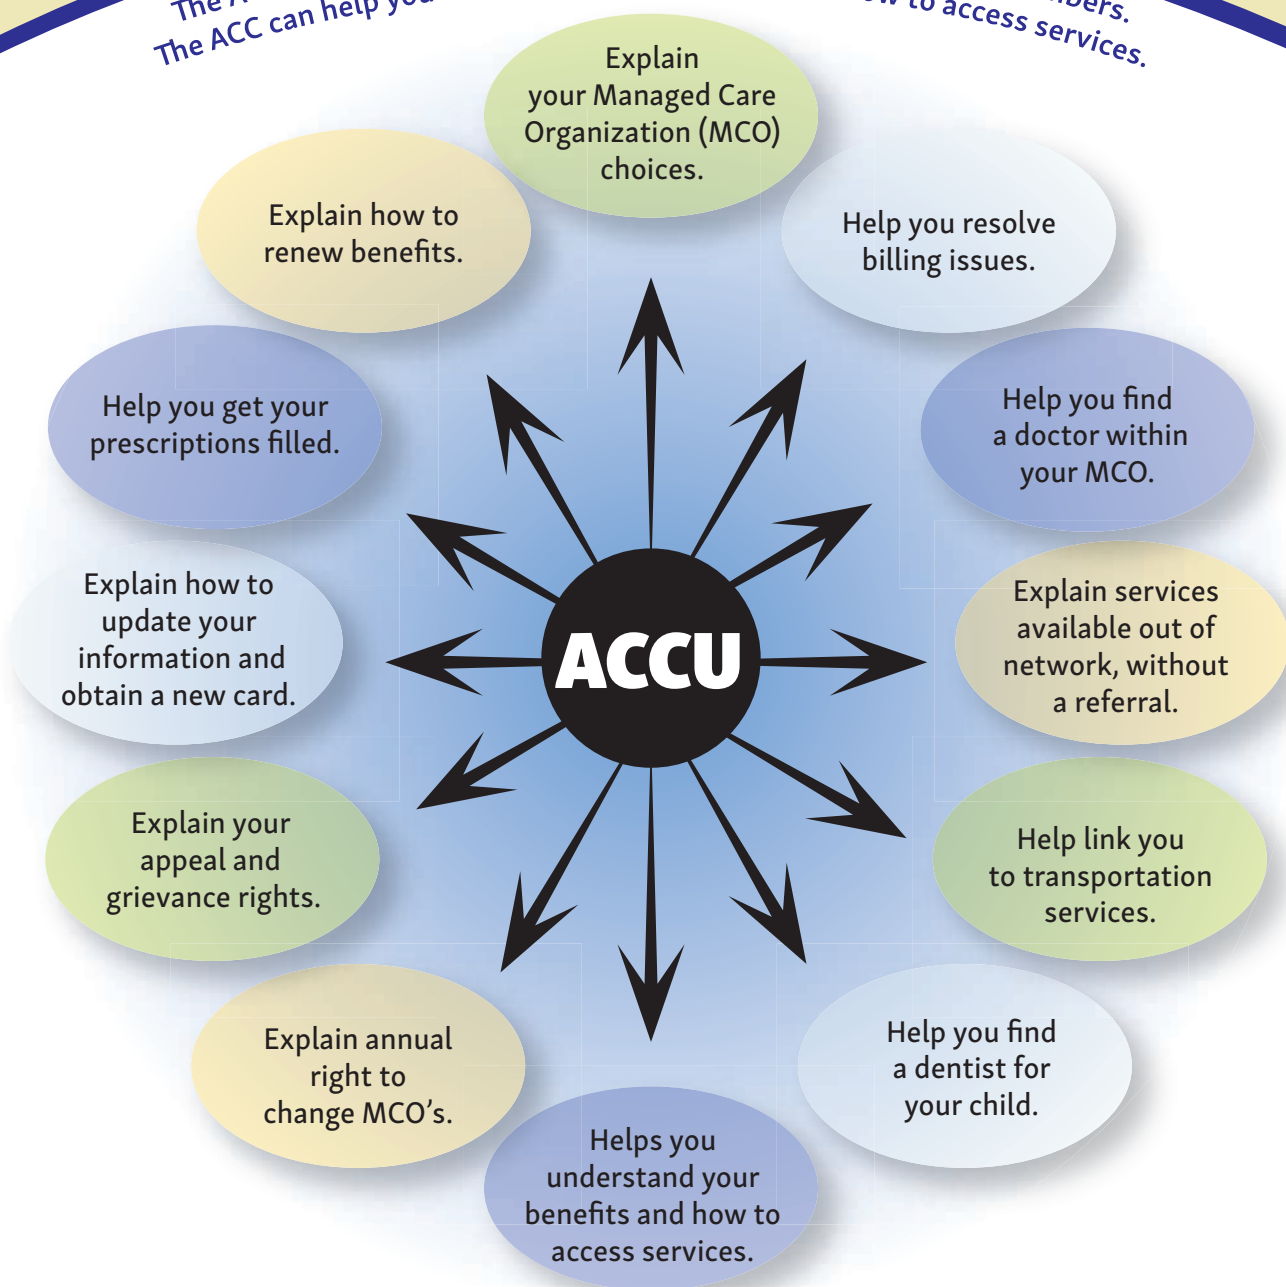 The A
The ACC can help you
bers.
ow to access services.
Explain
your Managed Care
Organization (MCO)
choices.
Help you resolve
billing issues.
Help you find
a doctor within
your MCO.
Explain services
available out of
network, without
a referral.
Help link you
to transportation
services.
Help you find
a dentist for
your child.
Helps you
understand your
benefits and how to
access services.
Explain annual
right to
change MCO’s.
Explain your
appeal and
grievance rights.
Explain how to
update your
information and
obtain a new card.
Help you get your
prescriptions filled.
Explain how to
renew benefits.
ACCU